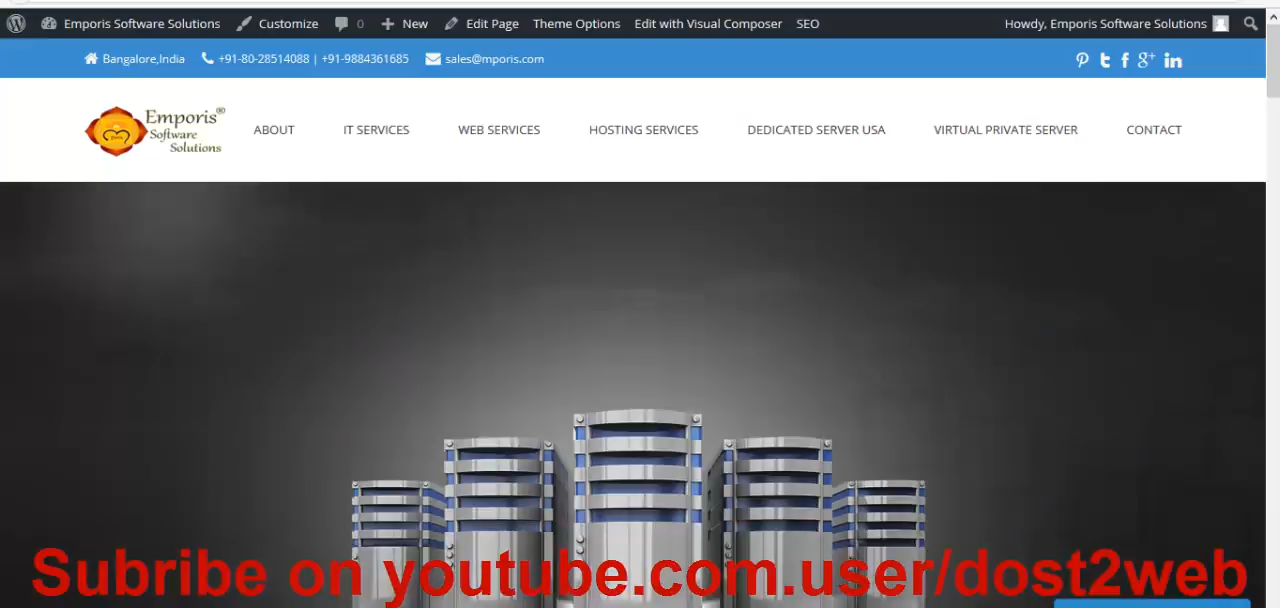 Emporis Software Solutions Customize 0 New Edit Page Theme Options Edit with Visual Composer SEO Howdy, Emporis Software Solutions
Bangalore,India +91-80-28514088 | +91-9884361685 sales@mporis.com
Emporis®
Software
Solutions
ABOUT IT SERVICES WEB SERVICES HOSTING SERVICES DEDICATED SERVER USA VIRTUAL PRIVATE SERVER CONTACT
Subribe on youtube.com.user/dost2web